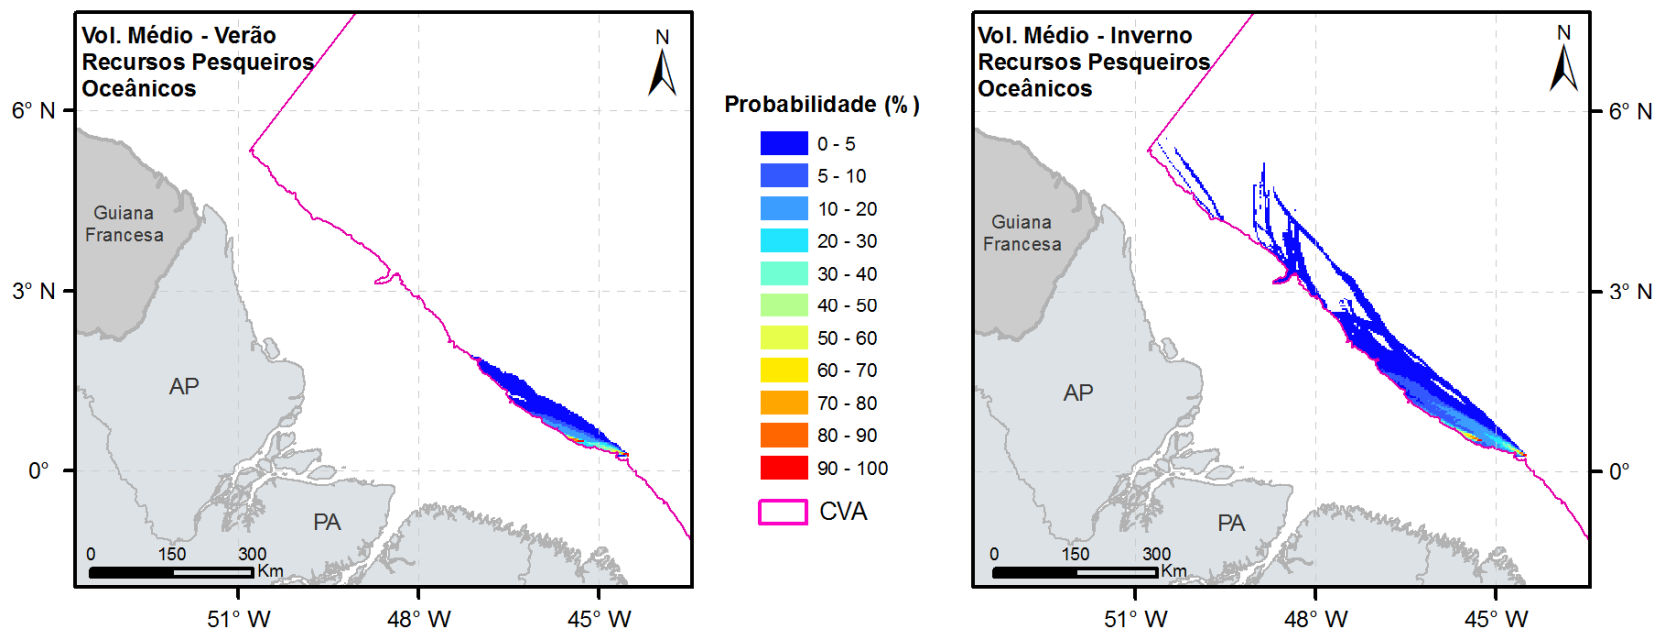 Vol. Médio - Verão
Recursos Pesqueiros
Oceânicos
N
6° N
3° N
0°
Guiana
Francesa
AP
PA
0 150 300
Km
51° W 48° W 45° W
Probabilidade (%)
0 - 5
5 - 10
10 - 20
20 - 30
30 - 40
40 - 50
50 - 60
60 - 70
70 - 80
80 - 90
90 - 100
CVA
Vol. Médio - Inverno
Recursos Pesqueiros
Oceânicos
N
6° N
3° N
0°
Guiana
Francesa
AP
PA
0 150 300
Km
51° W 48° W 45° W